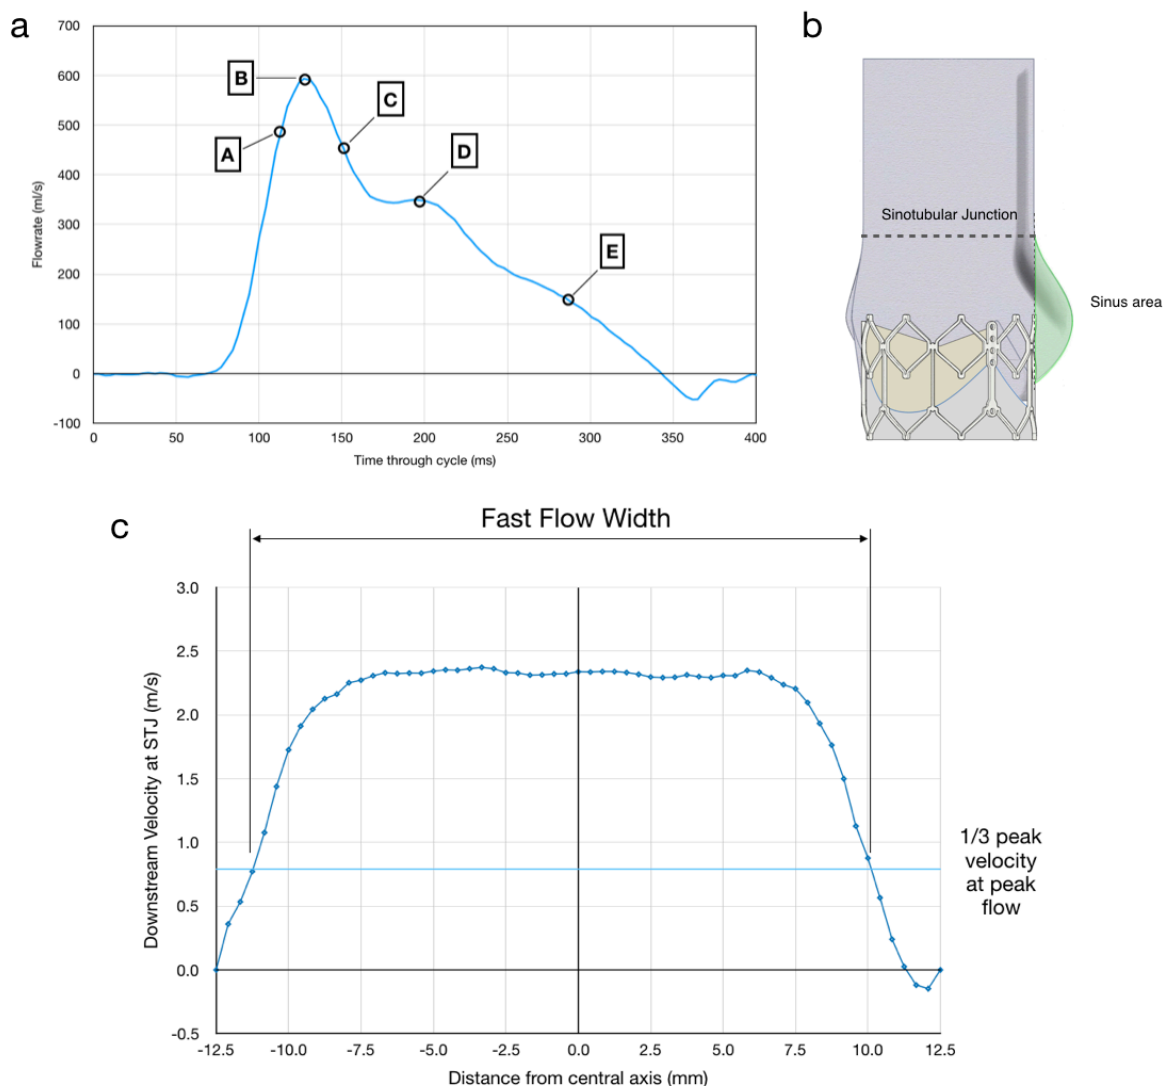 a
700
600
500
400
300
200
100
0
-100
0 50 100 150 200 250 300 350 400
Flowrate (ml/s)
Time through cycle (ms)
A
B
C
D
E
b
Sinotubular Junction
Sinus area
c
Fast Flow Width
3.0
2.5
2.0
1.5
1.0
0.5
0.0
-0.5
-12.5 -10.0 -7.5 -5.0 -2.5 0.0 2.5 5.0 7.5 10.0 12.5
Downstream Velocity at STJ (m/s)
Distance from central axis (mm)
1/3 peak
velocity
at peak
flow